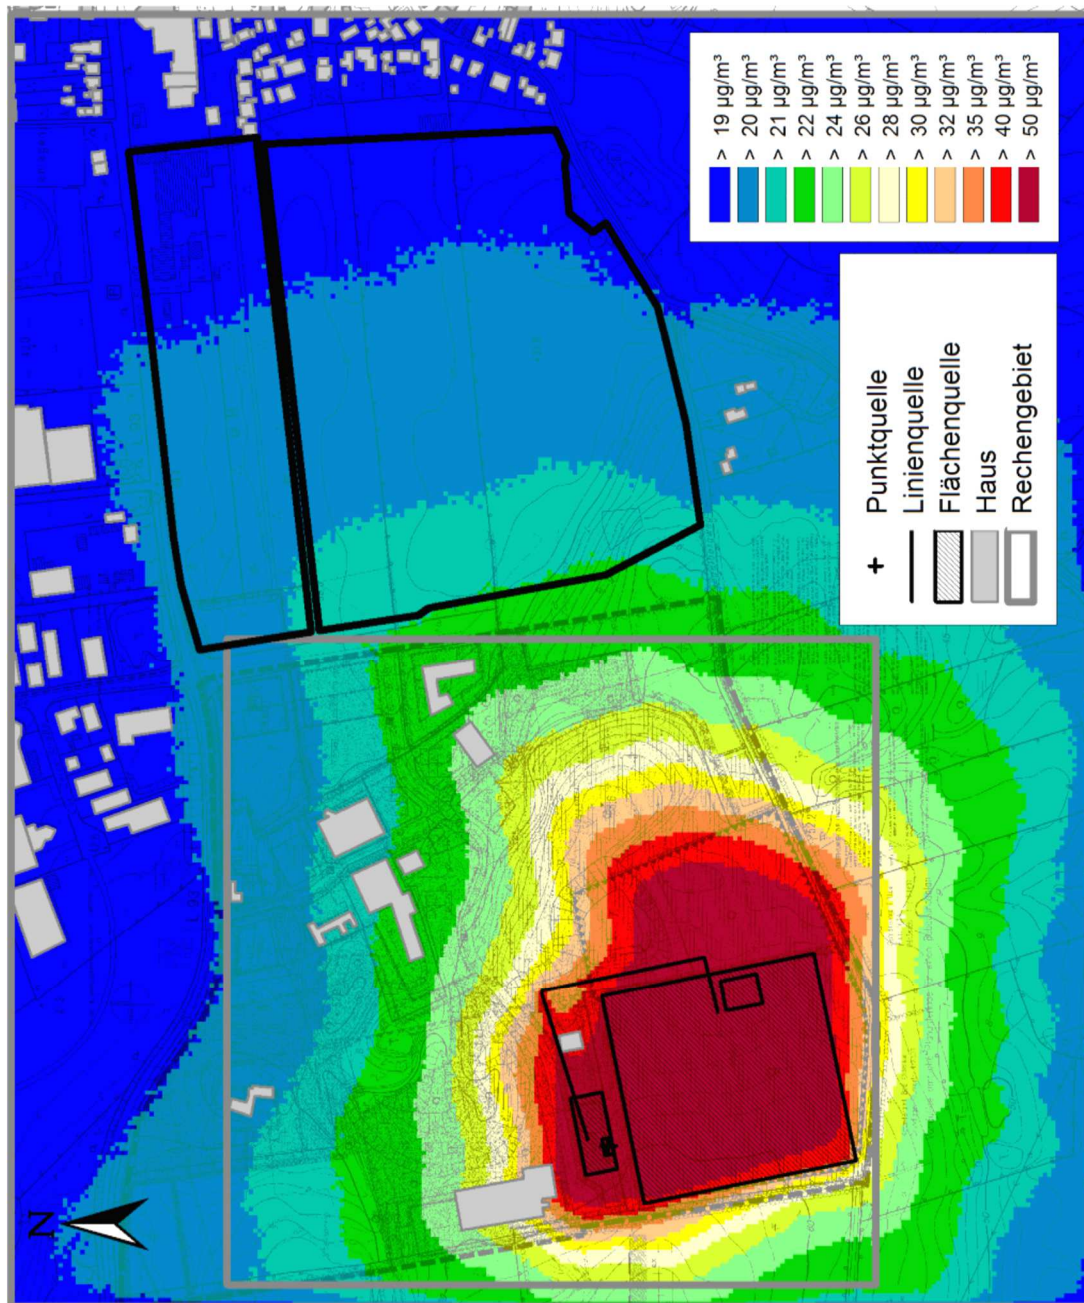 N
> 19 µg/m³
> 20 µg/m³
> 21 µg/m³
> 22 µg/m³
> 24 µg/m³
> 26 µg/m³
> 28 µg/m³
> 30 µg/m³
> 32 µg/m³
> 35 µg/m³
> 40 µg/m³
> 50 µg/m³
Punktquelle
Linienquelle
Flächenquelle
Haus
Rechengebiet